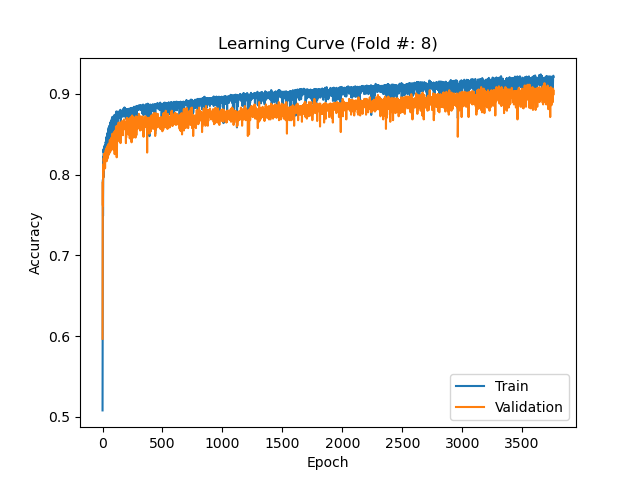 Learning Curve (Fold #: 8)
Accuracy
0.9
0.8
0.7
0.6
0.5
0 500 1000 1500 2000 2500 3000 3500
Epoch
Train
Validation